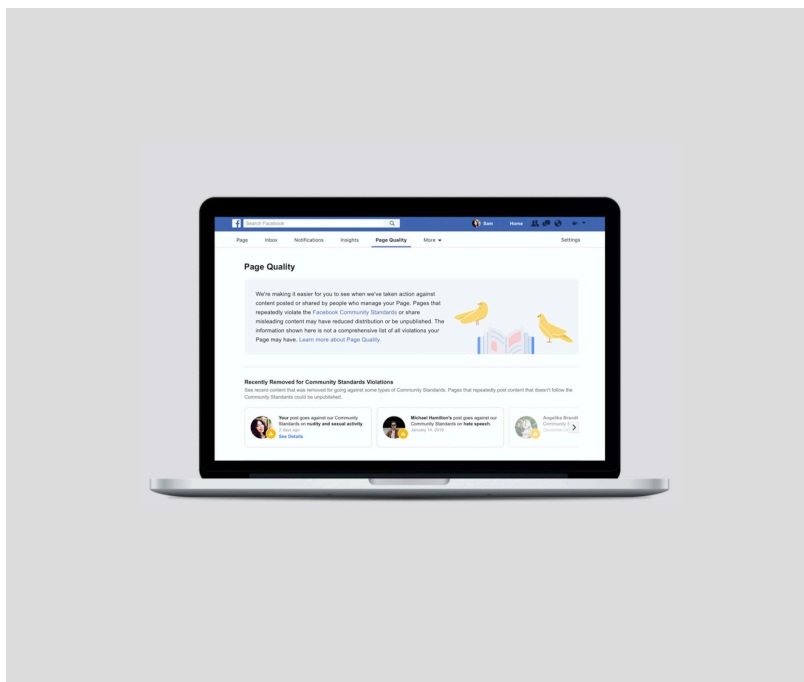 f Search Facebook
Sam Home
Page Inbox Notifications Insights Page Quality More Settings
Page Quality
We're making it easier for you to see when we've taken action against
content posted or shared by people who manage your Page. Pages that
repeatedly violate the Facebook Community Standards or share
misleading content may have reduced distribution or be unpublished. The
information shown here is not a comprehensive list of all violations your
Page may have. Learn more about Page Quality.
Recently Removed for Community Standards Violations
See recent content that was removed for going against some types of Community Standards. Pages that repeatedly post content that doesn't follow the
Community Standards could be unpublished.
Your post goes against our Community
Standards on nudity and sexual activity.
2 days ago
See Details
Michael Hamilton's post goes against our
Community Standards on hate speech.
January 14, 2019
Angelika Brandt
Community